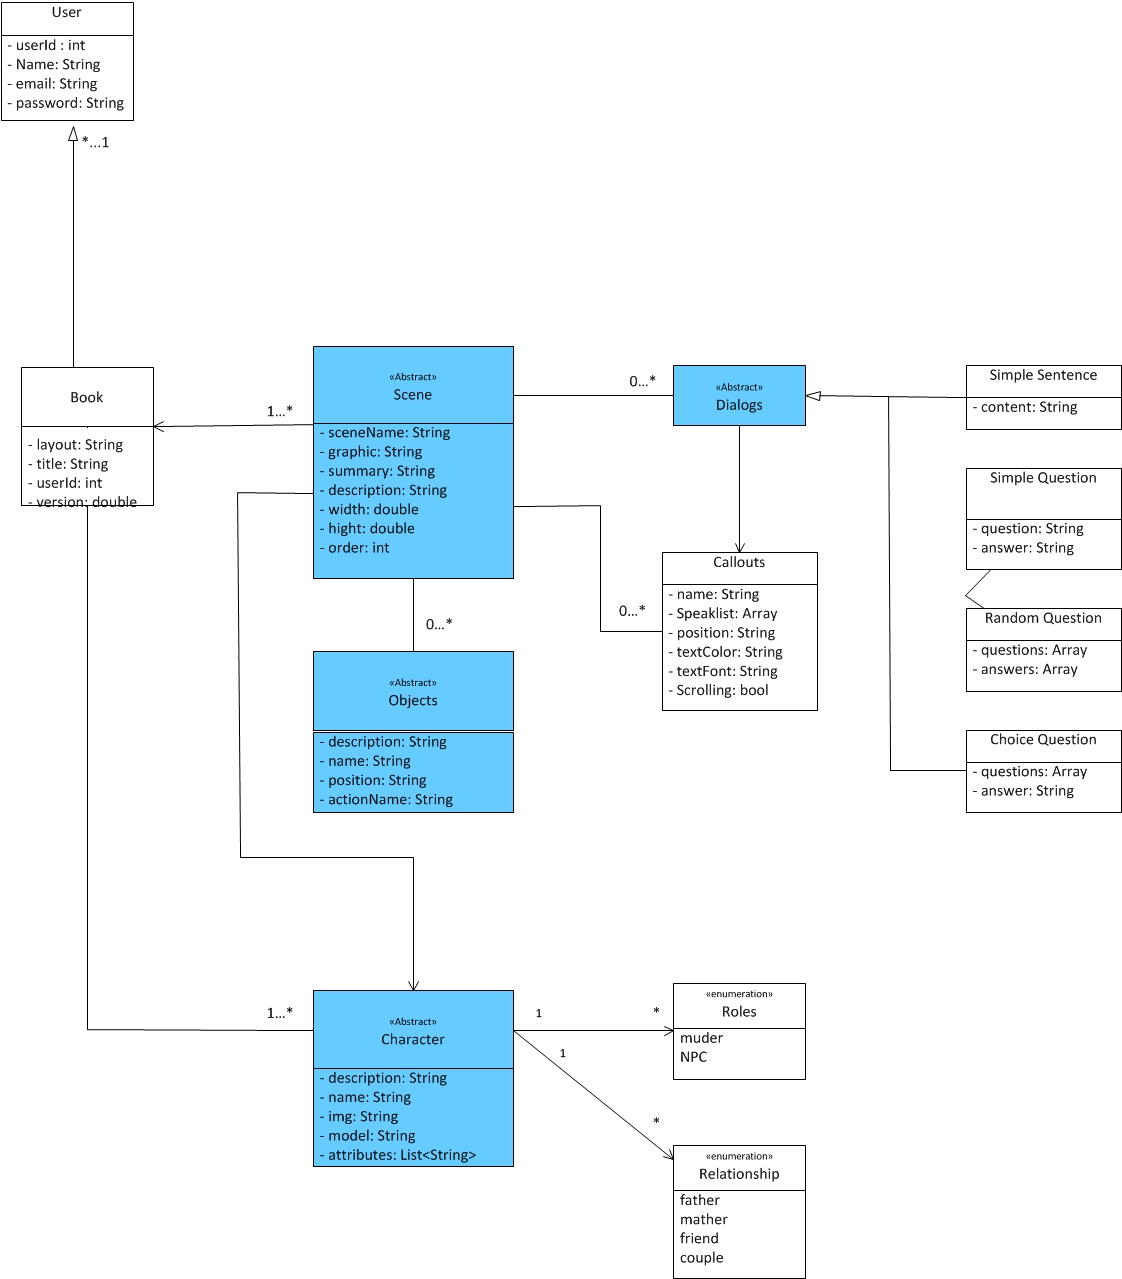 User
- userId : int
- Name: String
- email: String
- password: String
*...1
Book
- layout: String
- title: String
- userId: int
- version: double
1...*
«Abstract»
Scene
- sceneName: String
- graphic: String
- summary: String
- description: String
- width: double
- hight: double
- order: int
0...*
«Abstract»
Dialogs
Simple Sentence
- content: String
Simple Question
- question: String
- answer: String
Random Question
- questions: Array
- answers: Array
Choice Question
- questions: Array
- answer: String
Callouts
- name: String
- Speaklist: Array
- position: String
- textColor: String
- textFont: String
- Scrolling: bool
0...*
0...*
«Abstract»
Objects
- description: String
- name: String
- position: String
- actionName: String
1...*
«Abstract»
Character
- description: String
- name: String
- img: String
- model: String
- attributes: List<String>
1
*
«enumeration»
Roles
muder
NPC
1
*
«enumeration»
Relationship
father
mather
friend
couple